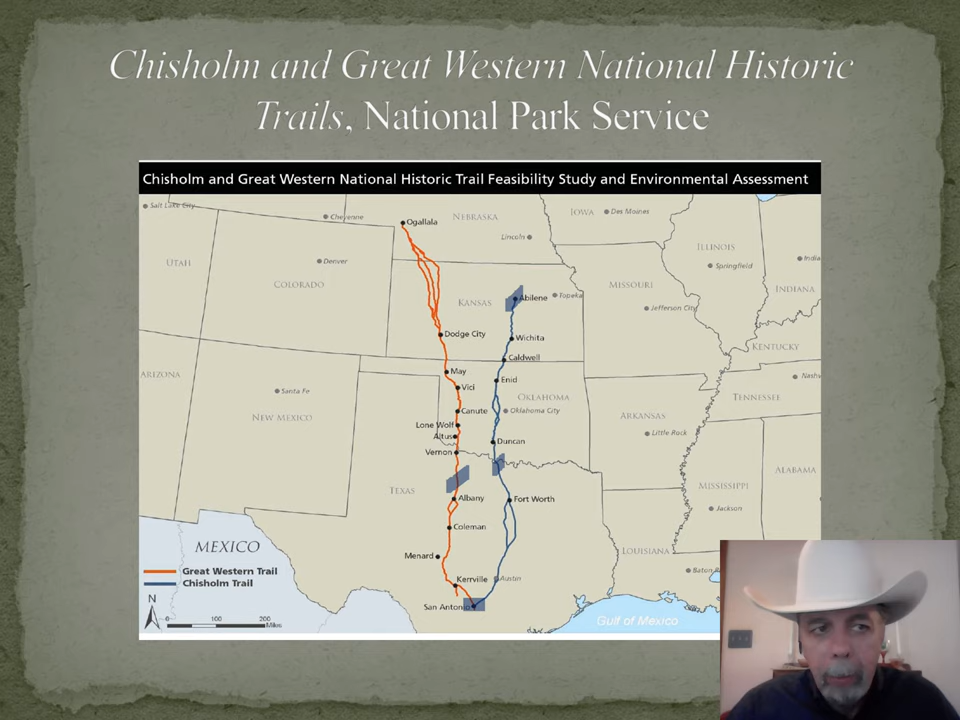 Chisholm and Great Western National Historic
Trails, National Park Service
Chisholm and Great Western National Historic Trail Feasibility Study and Environmental Assessment
Salt Lake City
Cheyenne
Ogallala
NEBRASKA
IOWA
Des Moines
Lincoln
ILLINOIS
UTAH
Denver
Springfield
India
COLORADO
KANSAS
Abilene
Topeka
MISSOURI
INDIANA
Jefferson City
Dodge City
Wichita
KENTUCKY
Caldwell
ARIZONA
May
Enid
Nash
Santa Fe
Vici
OKLAHOMA
TENNESSEE
NEW MEXICO
Canute
Oklahoma City
ARKANSAS
Lone Wolf
Altus
Little Rock
Duncan
Vernon
ALABAMA
TEXAS
MISSISSIPPI
Albany
Fort Worth
Jackson
Coleman
MEXICO
LOUISIANA
Menard
Great Western Trail
Baton R
Chisholm Trail
Kerrville
Austin
N
San Antonio
0 100 200
Miles
Gulf of Mexico